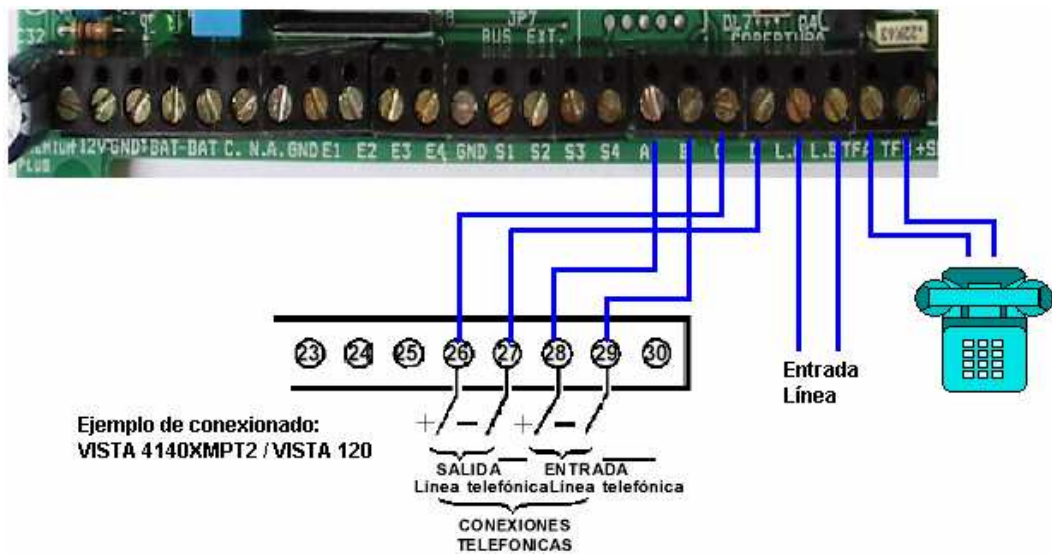 C32
JP7
BUS EXT.
COBERTURA
.22K63
12V GND +BAT -BAT C. N.A. GND E1 E2 E3 E4 GND S1 S2 S3 S4 A B L.A L.B TFA TFB
PLUS
23 24 25 26 27 28 29 30
Entrada
Línea
Ejemplo de conexionado:
VISTA 4140XMPT2 / VISTA 120
+ − + −
SALIDA ENTRADA
Línea telefónica Línea telefónica
CONEXIONES
TELEFONICAS